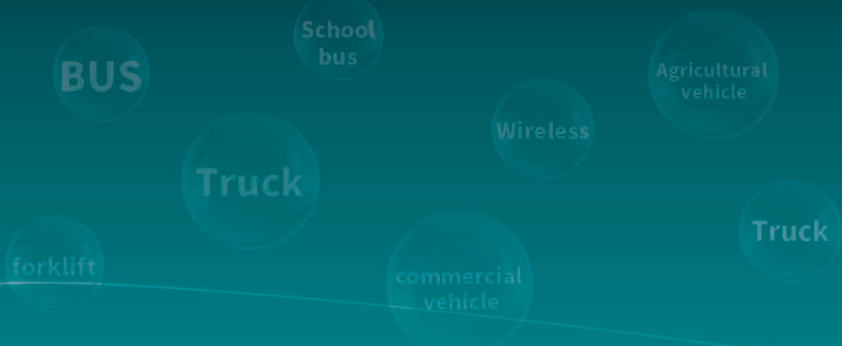 School
bus
BUS
Agricultural
vehicle
Wireless
Truck
Truck
forklift
commercial
vehicle